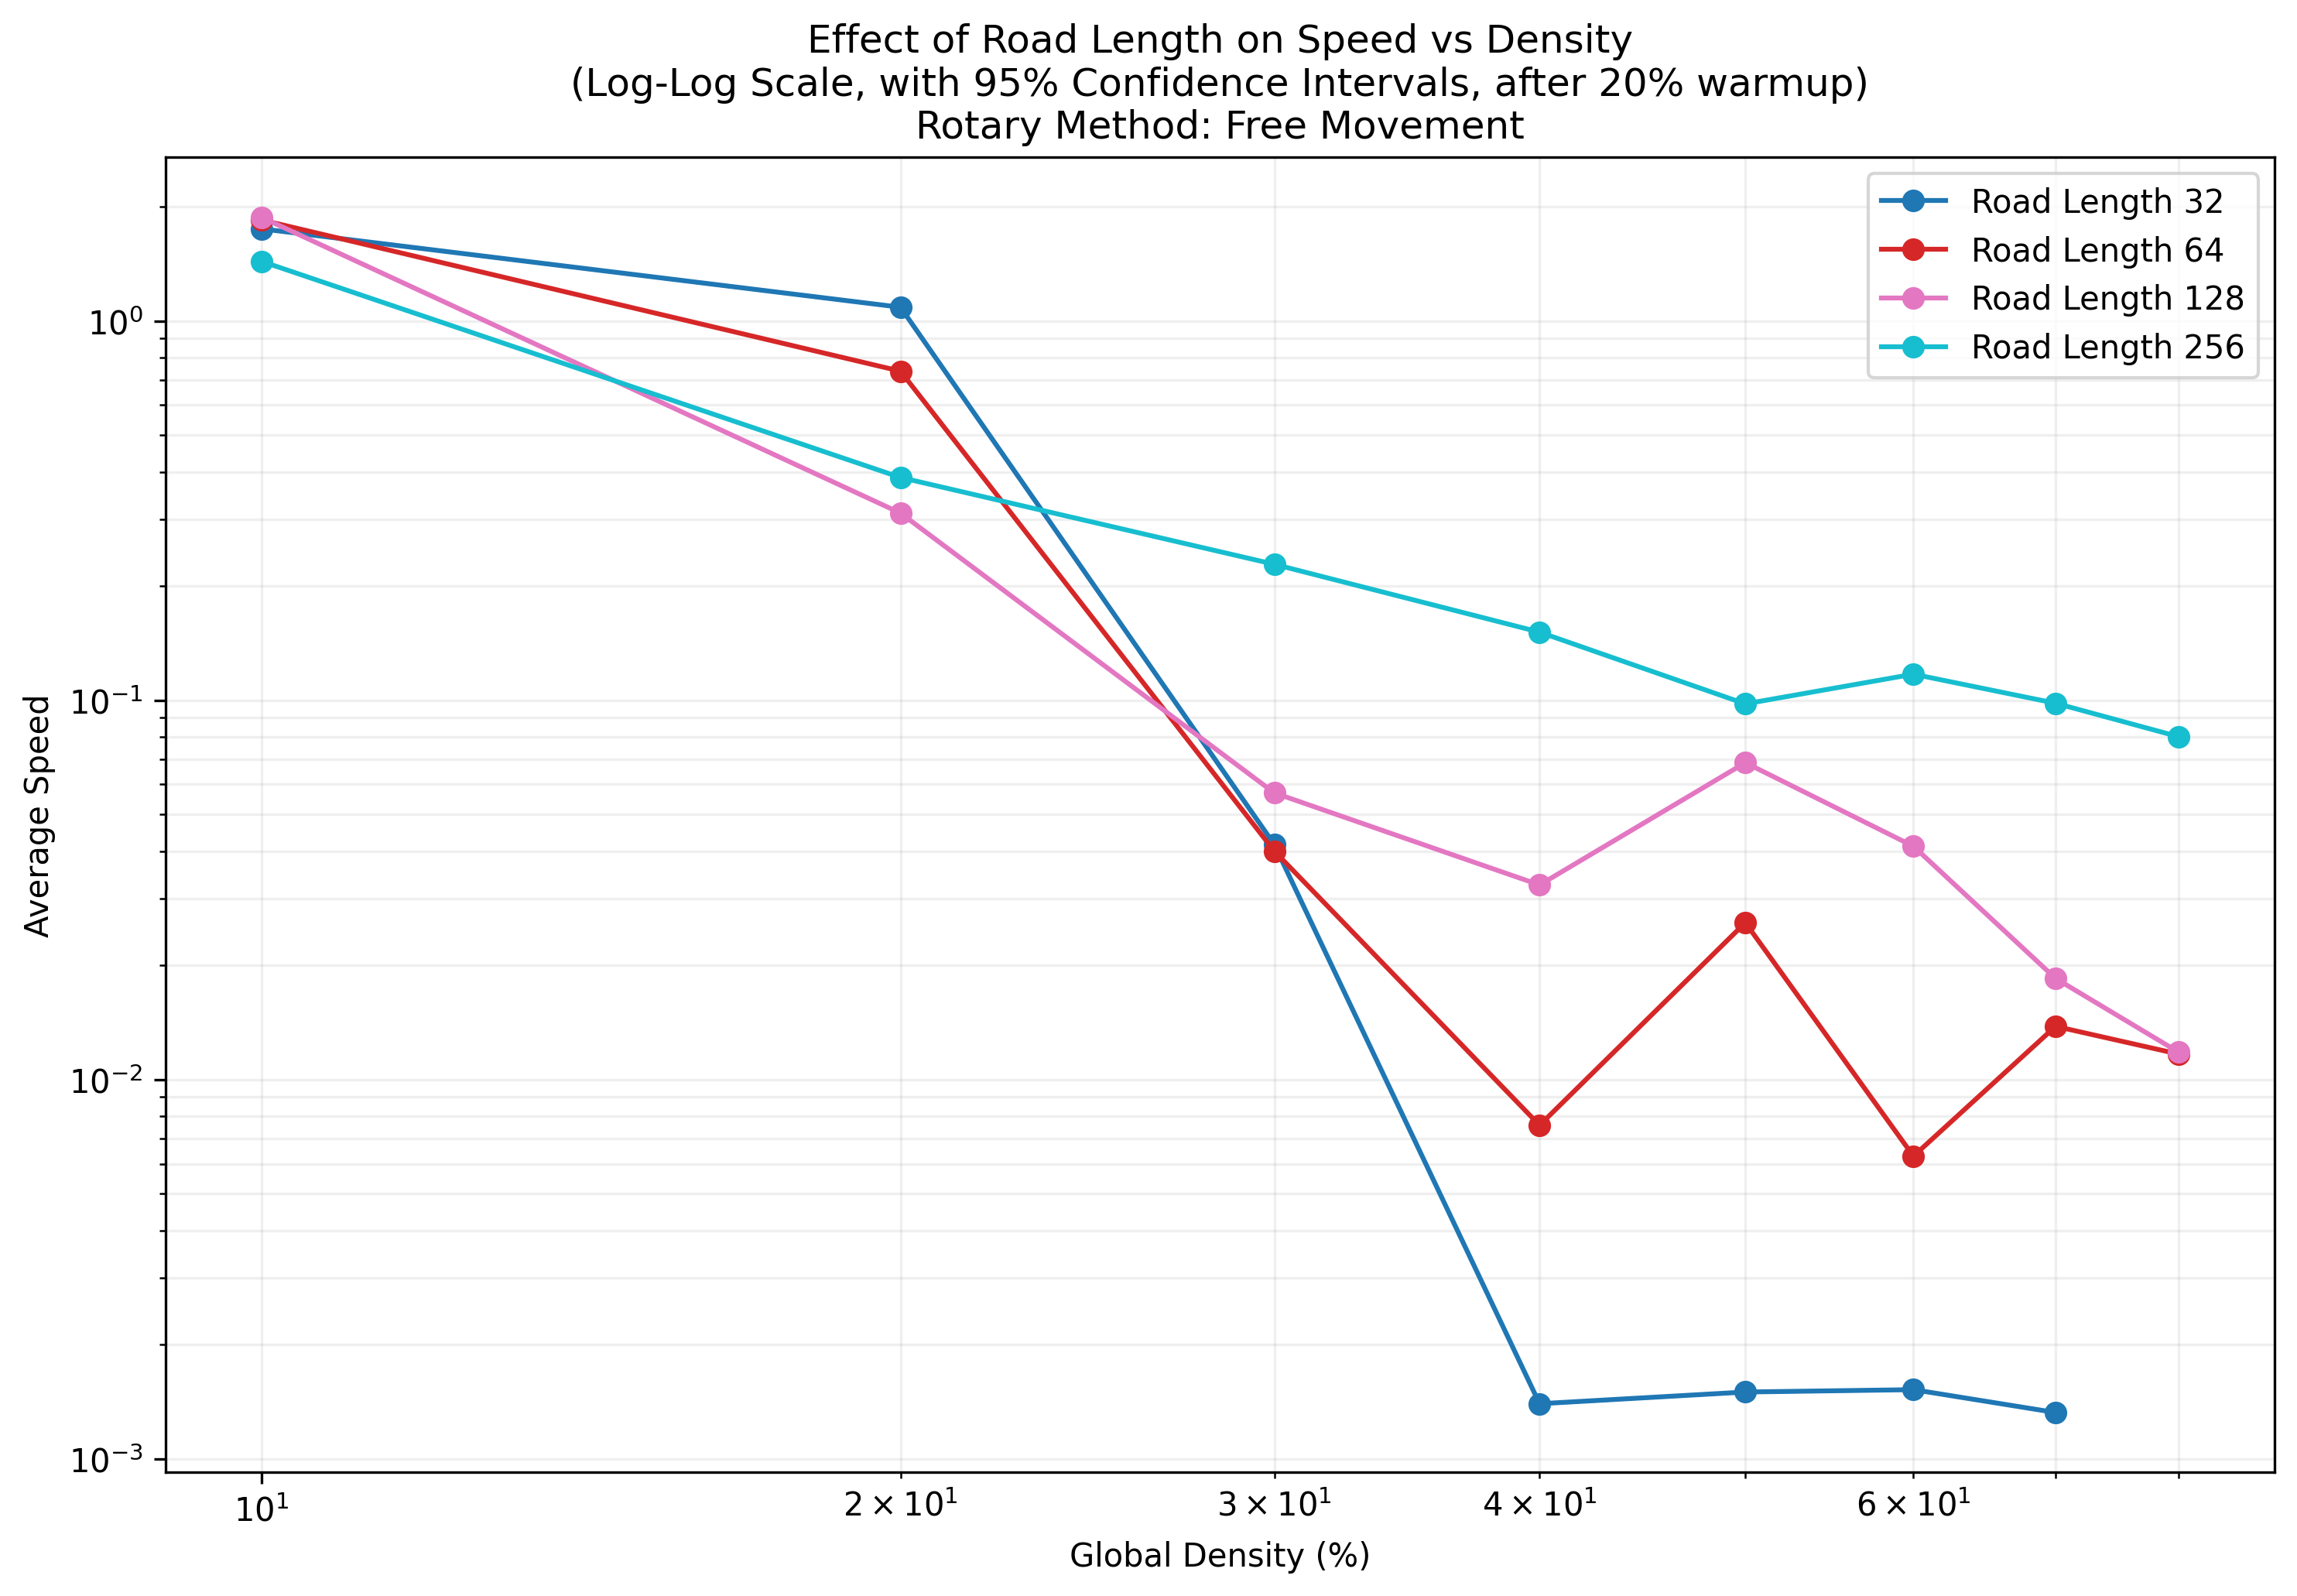 Effect of Road Length on Speed vs Density
(Log-Log Scale, with 95% Confidence Intervals, after 20% warmup)
Rotary Method: Free Movement
Road Length 32
Road Length 64
Road Length 128
Road Length 256
Average Speed
10⁰
10⁻¹
10⁻²
10⁻³
10¹
2 × 10¹
3 × 10¹
4 × 10¹
6 × 10¹
Global Density (%)